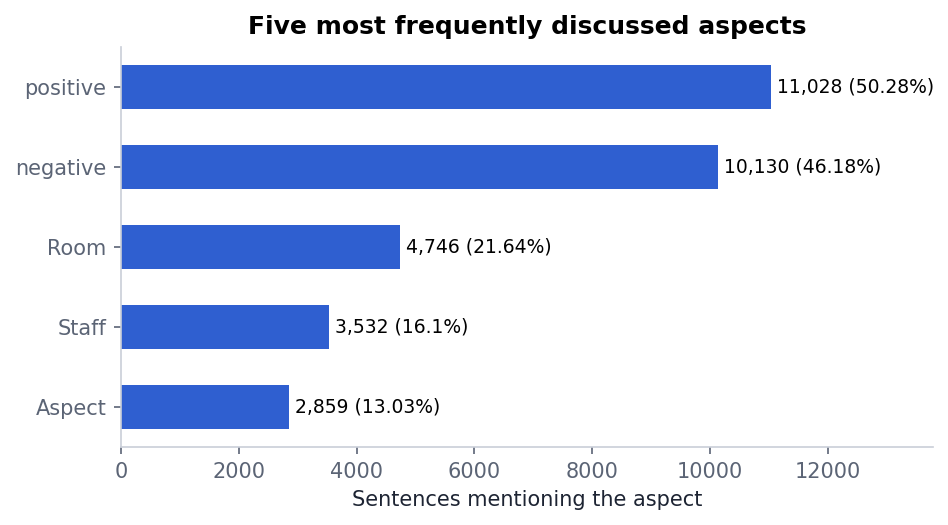 Five most frequently discussed aspects
positive 11,028 (50.28%)
negative 10,130 (46.18%)
Room 4,746 (21.64%)
Staff 3,532 (16.1%)
Aspect 2,859 (13.03%)
0 2000 4000 6000 8000 10000 12000
Sentences mentioning the aspect